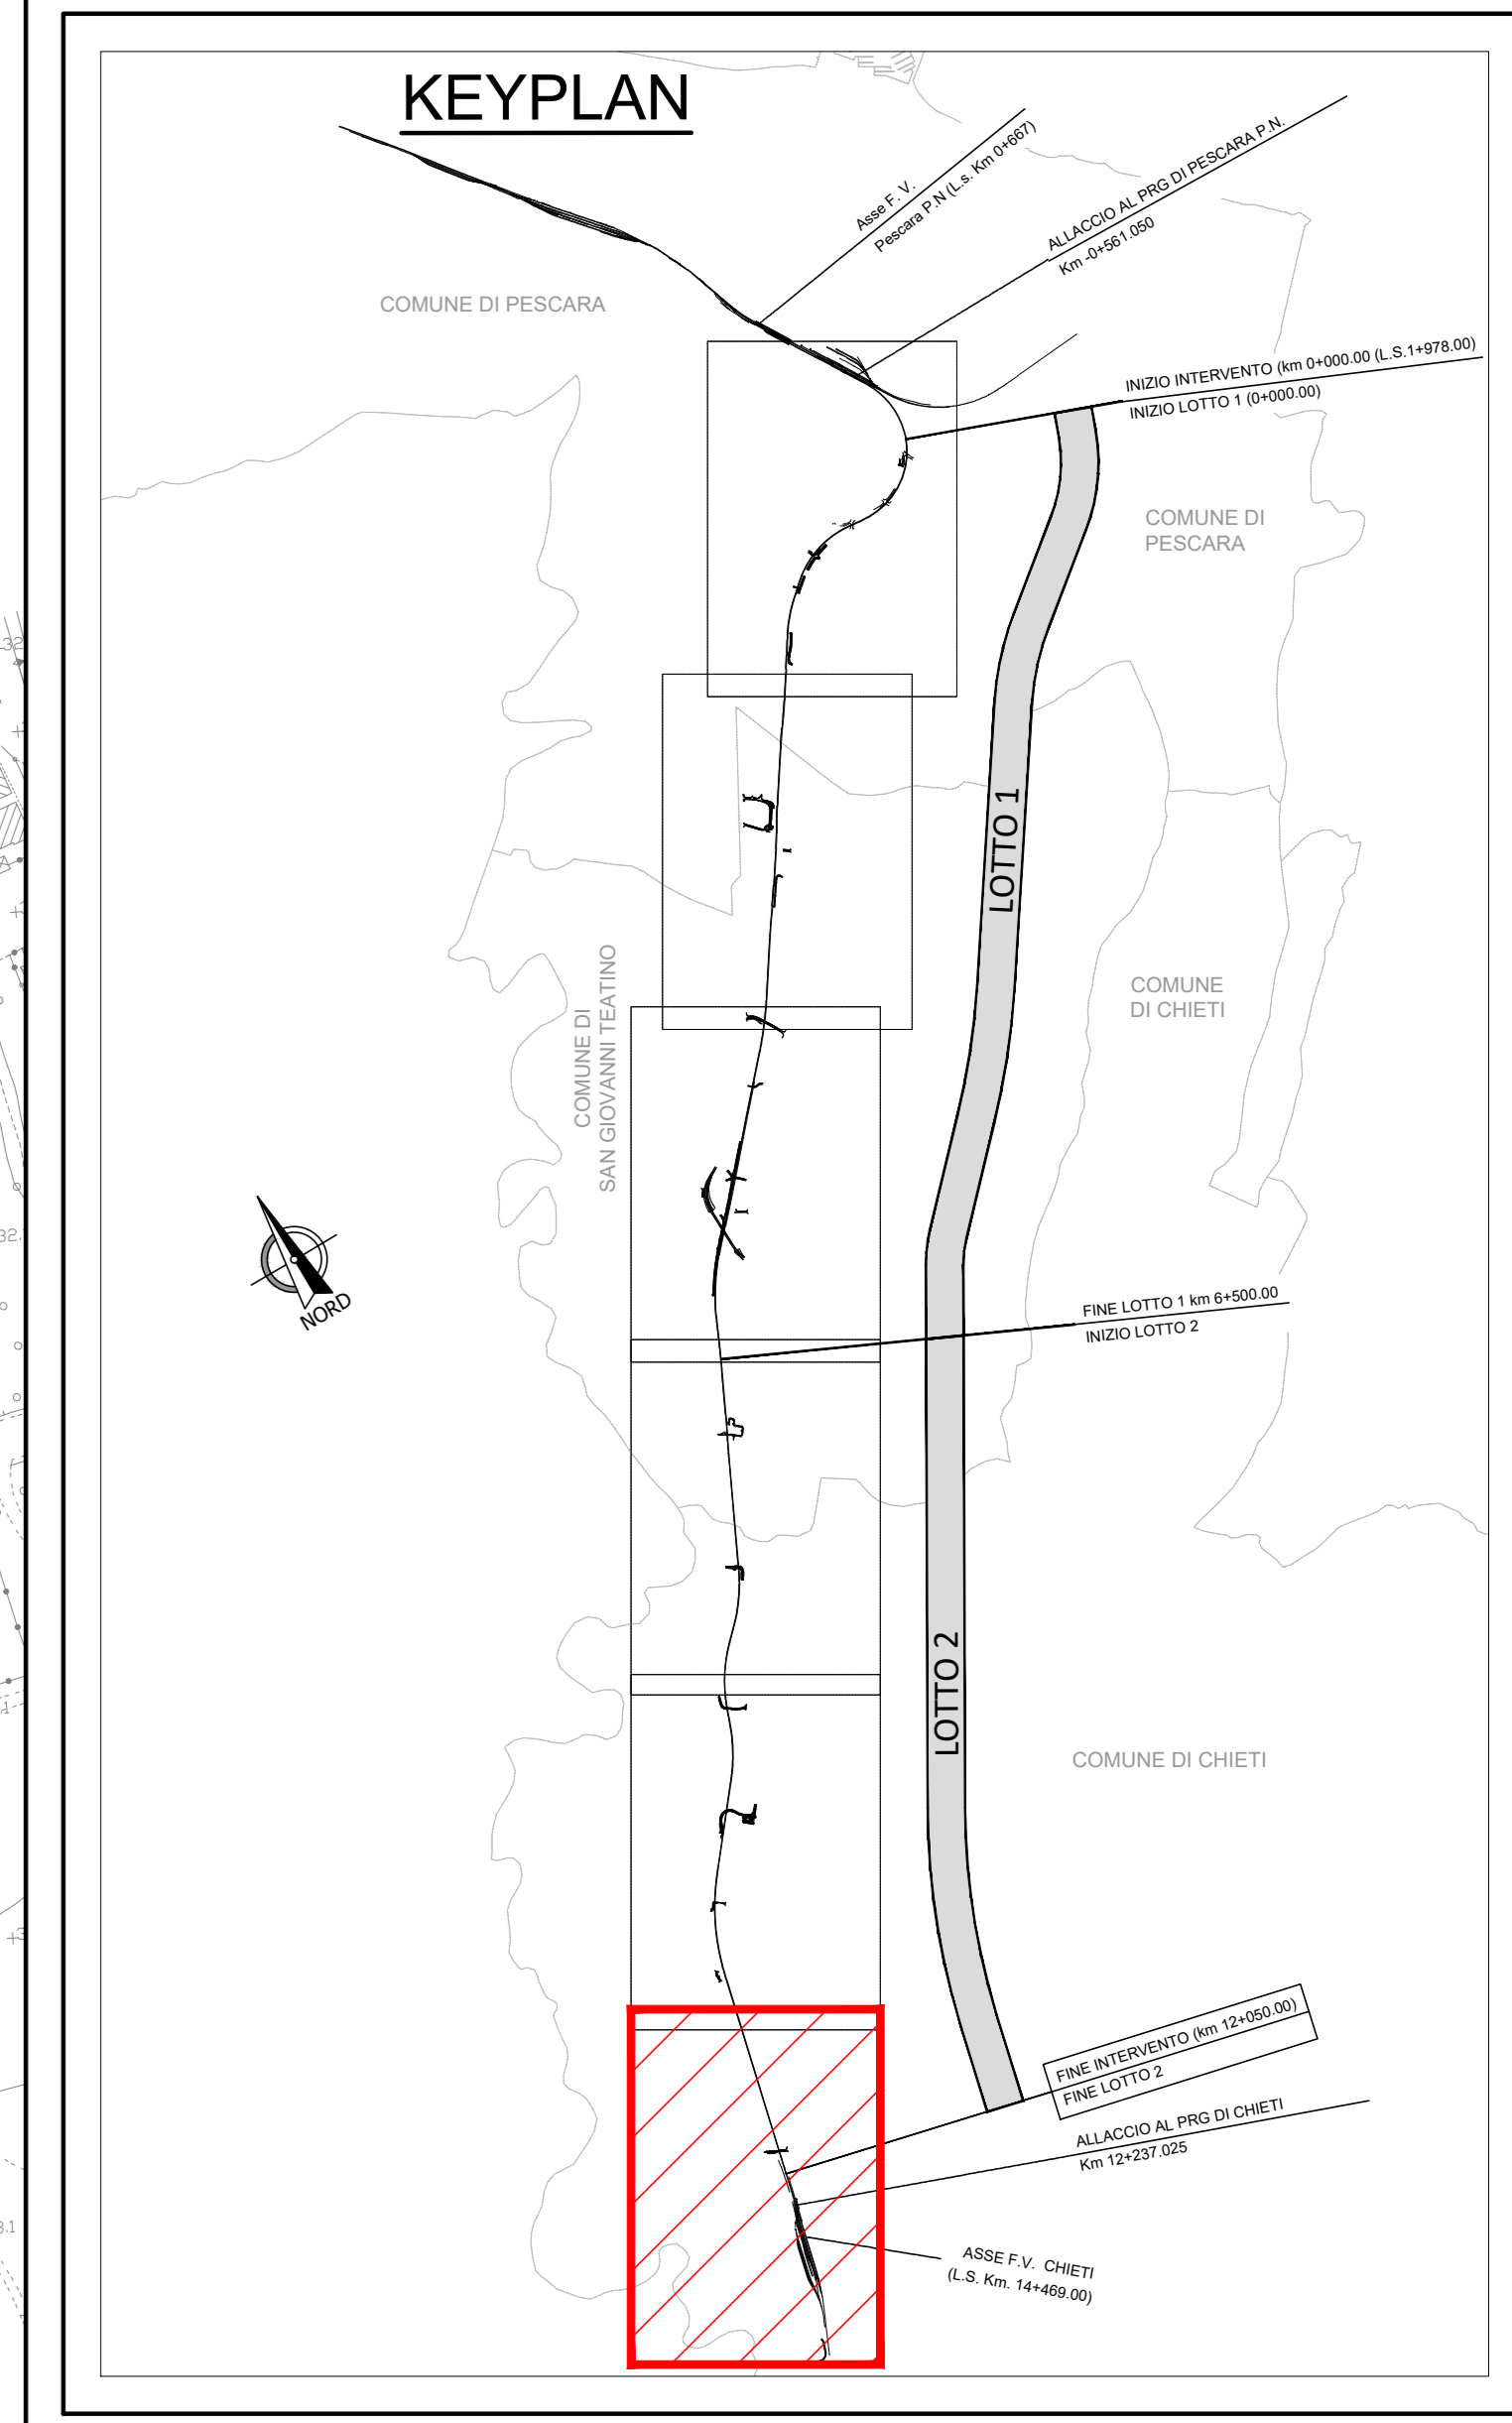 KEYPLAN
Asse F. V.
Pescara P.N (L.s. Km 0+667)
ALLACCIO AL PRG DI PESCARA P.N.
Km -0+561.050
COMUNE DI PESCARA
INIZIO INTERVENTO (km 0+000.00 (L.S.1+978.00)
INIZIO LOTTO 1 (0+000.00)
COMUNE DI
PESCARA
LOTTO 1
COMUNE DI
SAN GIOVANNI TEATINO
COMUNE
DI CHIETI
NORD
FINE LOTTO 1 km 6+500.00
INIZIO LOTTO 2
LOTTO 2
COMUNE DI CHIETI
FINE INTERVENTO (km 12+050.00)
FINE LOTTO 2
ALLACCIO AL PRG DI CHIETI
Km 12+237.025
ASSE F.V. CHIETI
(L.S. Km. 14+469.00)